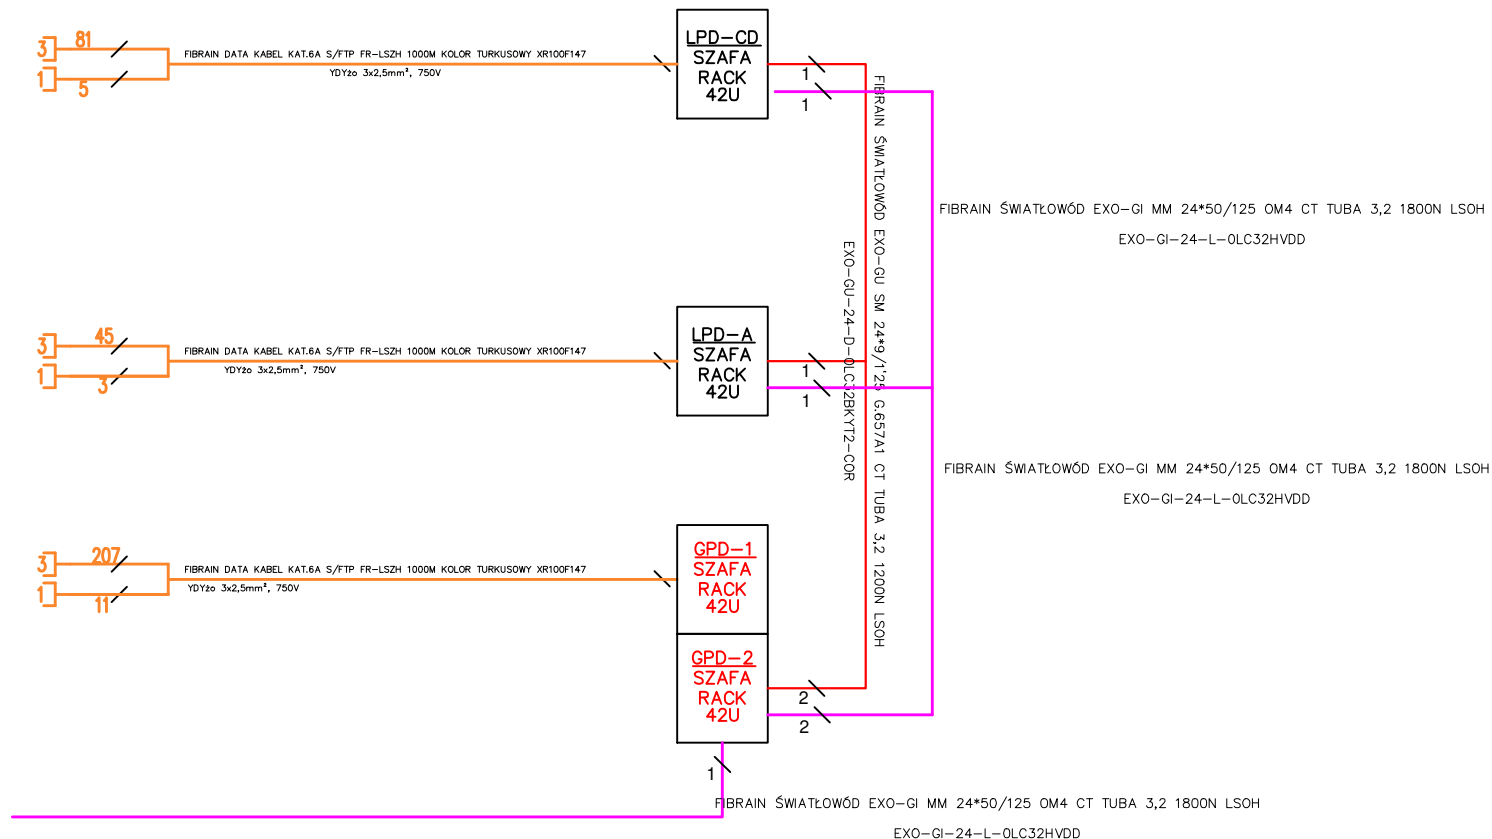 81
3
1
5
FIBRAIN DATA KABEL KAT.6A S/FTP FR-LSZH 1000M KOLOR TURKUSOWY XR100F147
YDYżo 3x2,5mm², 750V
LPD-CD
SZAFA
RACK
42U
1
1
FIBRAIN ŚWIATŁOWÓD EXO-GU SM 24*9/125 G.657A1 CT TUBA 3,2 1200N LSOH
EXO-GU-24-D-0LC32BKYT2-COR
FIBRAIN ŚWIATŁOWÓD EXO-GI MM 24*50/125 OM4 CT TUBA 3,2 1800N LSOH
EXO-GI-24-L-0LC32HVDD
45
3
1
3
FIBRAIN DATA KABEL KAT.6A S/FTP FR-LSZH 1000M KOLOR TURKUSOWY XR100F147
YDYżo 3x2,5mm², 750V
LPD-A
SZAFA
RACK
42U
1
1
FIBRAIN ŚWIATŁOWÓD EXO-GI MM 24*50/125 OM4 CT TUBA 3,2 1800N LSOH
EXO-GI-24-L-0LC32HVDD
207
3
1
11
FIBRAIN DATA KABEL KAT.6A S/FTP FR-LSZH 1000M KOLOR TURKUSOWY XR100F147
YDYżo 3x2,5mm², 750V
GPD-1
SZAFA
RACK
42U
GPD-2
SZAFA
RACK
42U
2
2
1
FIBRAIN ŚWIATŁOWÓD EXO-GI MM 24*50/125 OM4 CT TUBA 3,2 1800N LSOH
EXO-GI-24-L-0LC32HVDD